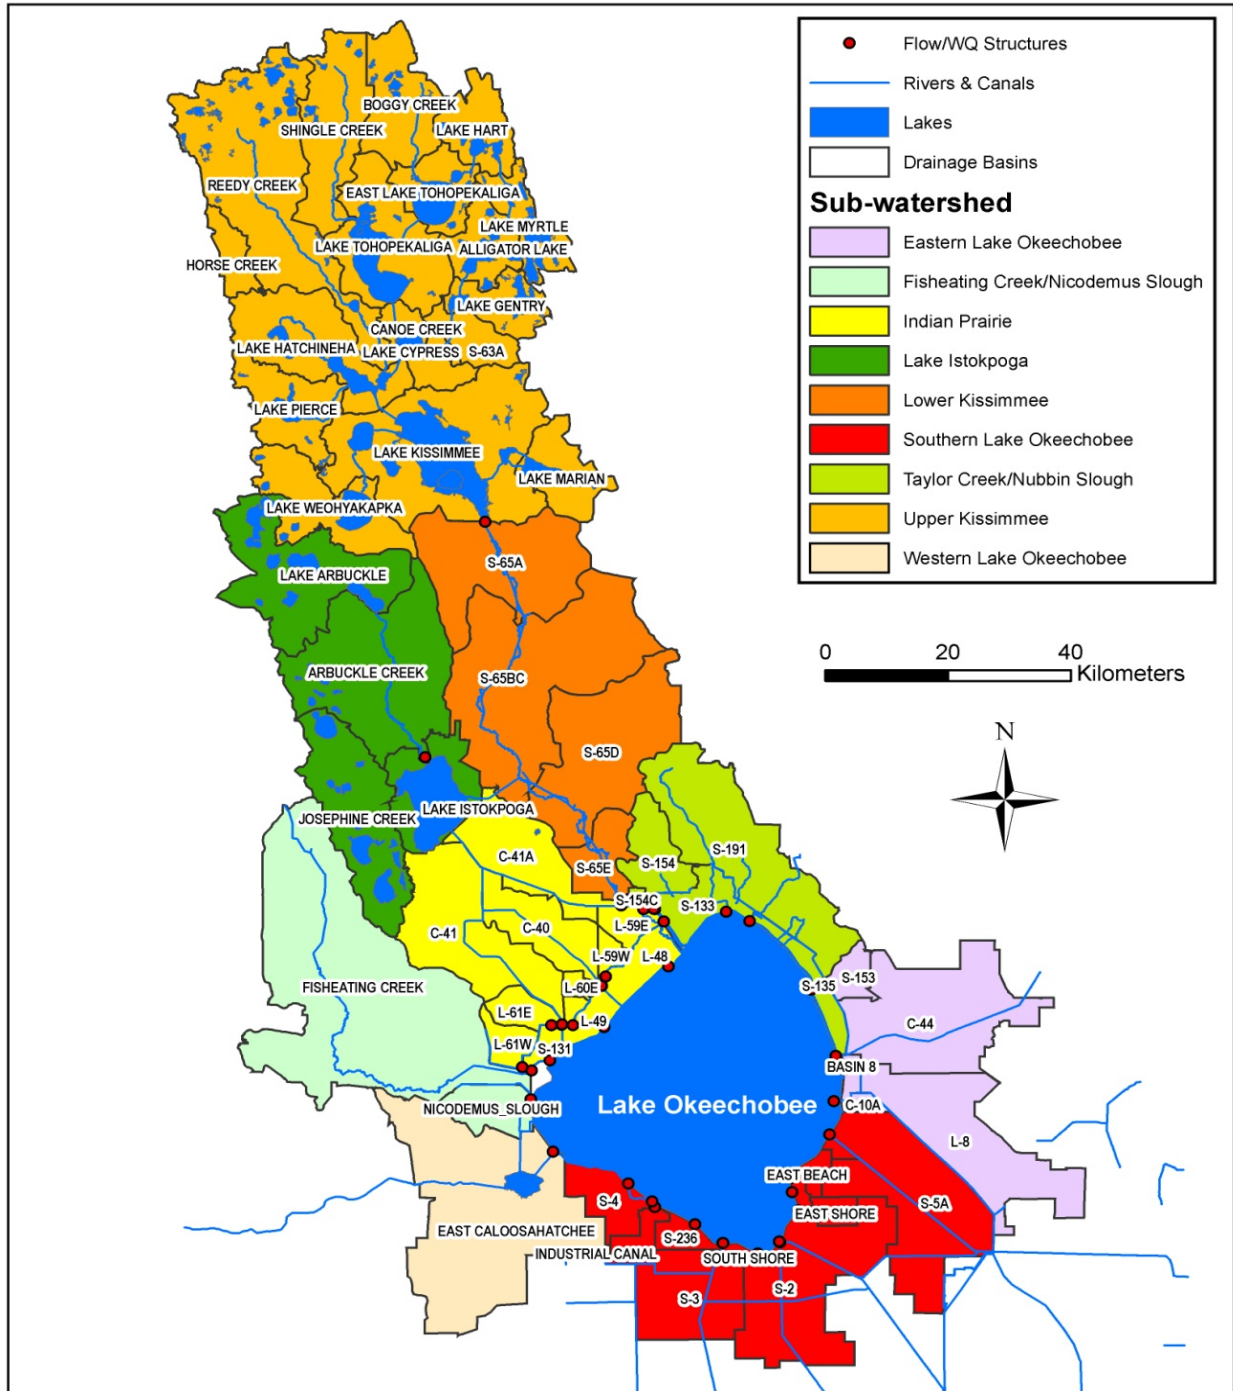 Flow/WQ Structures
Rivers & Canals
Lakes
Drainage Basins
Sub-watershed
Eastern Lake Okeechobee
Fisheating Creek/Nicodemus Slough
Indian Prairie
Lake Istokpoga
Lower Kissimmee
Southern Lake Okeechobee
Taylor Creek/Nubbin Slough
Upper Kissimmee
Western Lake Okeechobee
0 20 40
Kilometers
N
BOGGY CREEK
SHINGLE CREEK
LAKE HART
REEDY CREEK
EAST LAKE TOHOPEKALIGA
LAKE MYRTLE
LAKE TOHOPEKALIGA
ALLIGATOR LAKE
HORSE CREEK
LAKE GENTRY
CANOE CREEK
LAKE HATCHINEHA
LAKE CYPRESS
S-63A
LAKE PIERCE
LAKE KISSIMMEE
LAKE MARIAN
LAKE WEOHYAKAPKA
S-65A
LAKE ARBUCKLE
ARBUCKLE CREEK
S-65BC
S-65D
LAKE ISTOKPOGA
JOSEPHINE CREEK
C-41A
S-65E
S-154
S-191
S-154C
S-133
L-59E
C-41
C-40
L-59W
L-48
FISHEATING CREEK
L-60E
S-153
S-135
L-61E
L-49
C-44
L-61W
S-131
BASIN 8
NICODEMUS_SLOUGH
Lake Okeechobee
C-10A
L-8
EAST BEACH
S-4
EAST SHORE
S-5A
EAST CALOOSAHATCHEE
S-236
INDUSTRIAL CANAL
SOUTH SHORE
S-3
S-2